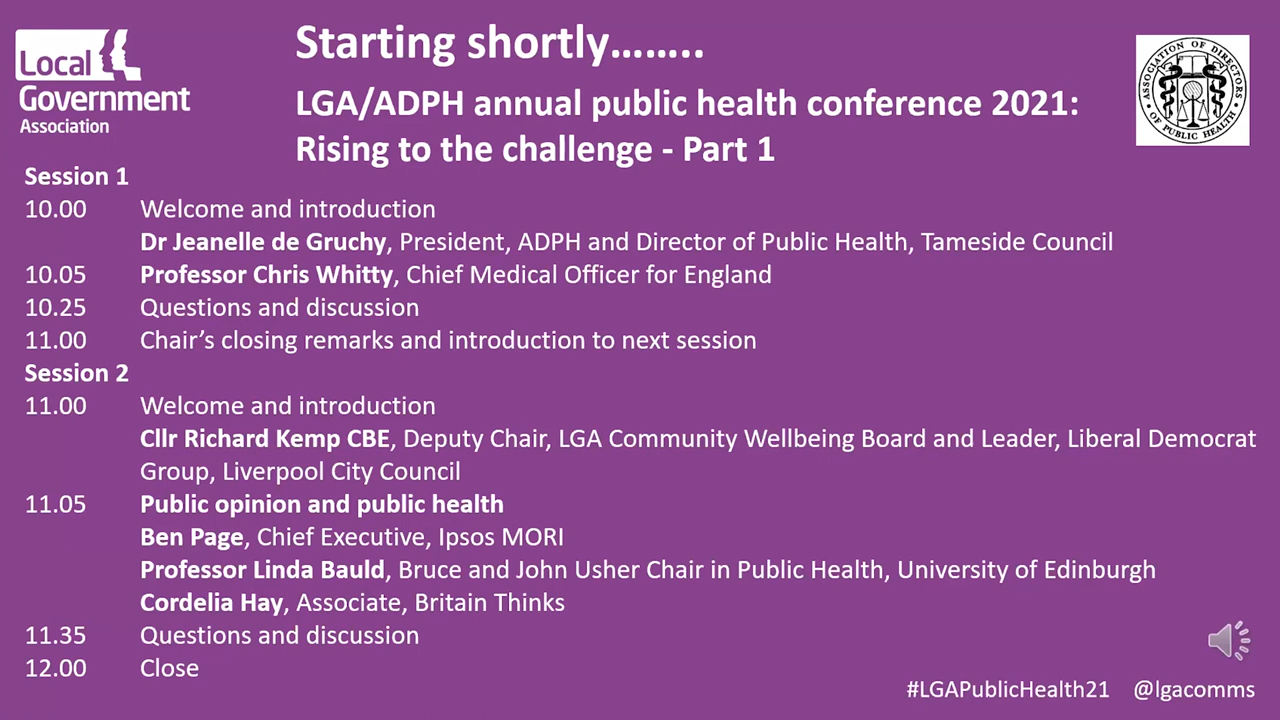 Local
Government
Association
Starting shortly……..
LGA/ADPH annual public health conference 2021:
Rising to the challenge - Part 1
ASSOCIATION OF DIRECTORS
OF PUBLIC HEALTH
Session 1
10.00 Welcome and introduction
Dr Jeanelle de Gruchy, President, ADPH and Director of Public Health, Tameside Council
10.05 Professor Chris Whitty, Chief Medical Officer for England
10.25 Questions and discussion
11.00 Chair’s closing remarks and introduction to next session
Session 2
11.00 Welcome and introduction
Cllr Richard Kemp CBE, Deputy Chair, LGA Community Wellbeing Board and Leader, Liberal Democrat
Group, Liverpool City Council
11.05 Public opinion and public health
Ben Page, Chief Executive, Ipsos MORI
Professor Linda Bauld, Bruce and John Usher Chair in Public Health, University of Edinburgh
Cordelia Hay, Associate, Britain Thinks
11.35 Questions and discussion
12.00 Close
#LGAPublicHealth21 @lgacomms